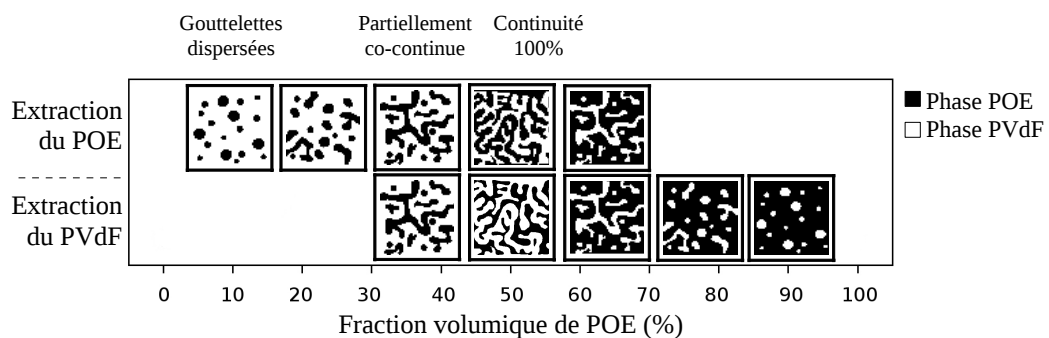 Gouttelettes
dispersées
Partiellement
co-continue
Continuité
100%
Extraction
du POE
Phase POE
Phase PVdF
Extraction
du PVdF
0 10 20 30 40 50 60 70 80 90 100
Fraction volumique de POE (%)